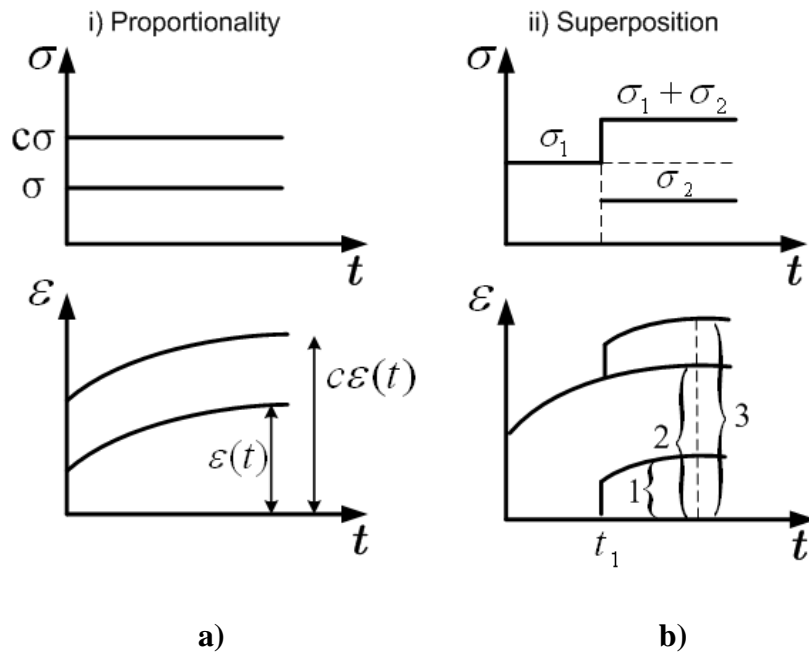 i) Proportionality
σ
cσ
σ
t
ε
cε(t)
ε(t)
t
a)
ii) Superposition
σ
σ₁ + σ₂
σ₁
σ₂
t
ε
3
2
1
t₁
t
b)